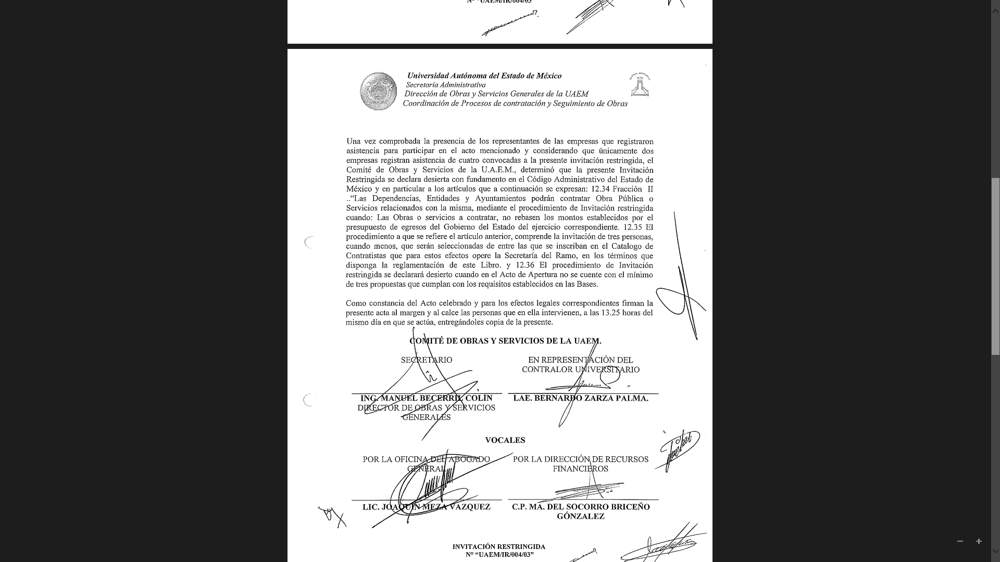 N° “UAEM/IR/004/03”
Universidad Autónoma del Estado de México
Secretaría Administrativa
Dirección de Obras y Servicios Generales de la UAEM
Coordinación de Procesos de contratación y Seguimiento de Obras
Una vez comprobada la presencia de los representantes de las empresas que registraron
asistencia para participar en el acto mencionado y considerando que únicamente dos
empresas registran asistencia de cuatro convocadas a la presente invitación restringida, el
Comité de Obras y Servicios de la U.A.E.M., determinó que la presente Invitación
Restringida se declara desierta con fundamento en el Código Administrativo del Estado de
México y en particular a los artículos que a continuación se expresan: 12.34 Fracción II
..“Las Dependencias, Entidades y Ayuntamientos podrán contratar Obra Pública o
Servicios relacionados con la misma, mediante el procedimiento de Invitación restringida
cuando: Las Obras o servicios a contratar, no rebasen los montos establecidos por el
presupuesto de egresos del Gobierno del Estado del ejercicio correspondiente. 12.35 El
procedimiento a que se refiere el artículo anterior, comprende la invitación de tres personas,
cuando menos, que serán seleccionadas de entre las que se inscriban en el Catalogo de
Contratistas que para estos efectos opere la Secretaría del Ramo, en los términos que
disponga la reglamentación de este Libro. y 12.36 El procedimiento de Invitación
restringida se declarará desierto cuando en el Acto de Apertura no se cuente con el mínimo
de tres propuestas que cumplan con los requisitos establecidos en las Bases.
Como constancia del Acto celebrado y para los efectos legales correspondientes firman la
presente acta al margen y al calce las personas que en ella intervienen, a las 13.25 horas del
mismo día en que se actúa, entregándoles copia de la presente.
COMITÉ DE OBRAS Y SERVICIOS DE LA UAEM.
SECRETARIO
ING. MANUEL BECERRIL COLÍN
DIRECTOR DE OBRAS Y SERVICIOS
GENERALES
EN REPRESENTACIÓN DEL
CONTRALOR UNIVERSITARIO
LAE. BERNARDO ZARZA PALMA.
VOCALES
POR LA OFICINA DEL ABOGADO
GENERAL
LIC. JOAQUÍN MEZA VÁZQUEZ
POR LA DIRECCIÓN DE RECURSOS
FINANCIEROS
C.P. MA. DEL SOCORRO BRICEÑO
GÓNZALEZ
INVITACIÓN RESTRINGIDA
N° “UAEM/IR/004/03”